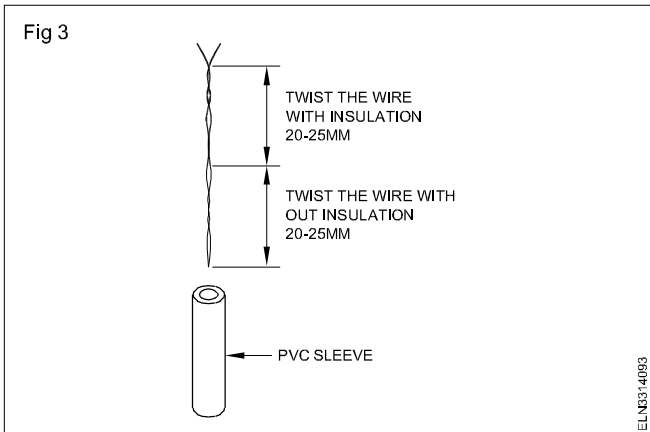 Fig 3
TWIST THE WIRE
WITH INSULATION
20-25MM
TWIST THE WIRE WITH
OUT INSULATION
20-25MM
PVC SLEEVE
ELN3314093